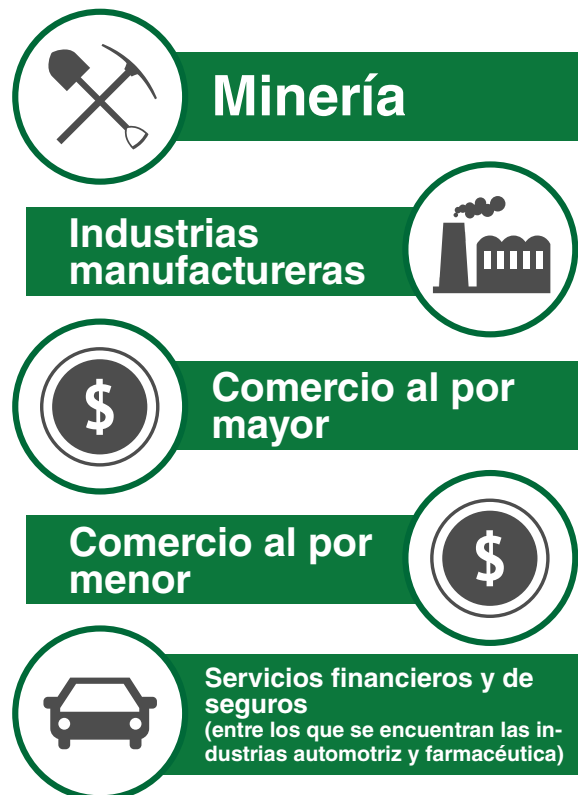 Minería
Industrias
manufactureras
$
Comercio al por
mayor
Comercio al por
menor
$
Servicios financieros y de
seguros
(entre los que se encuentran las in-
dustrias automotriz y farmacéutica)